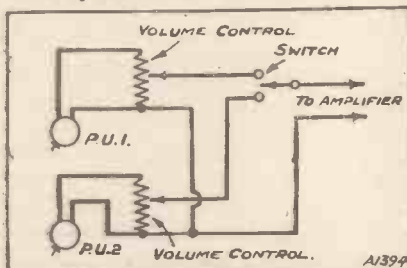 VOLUME CONTROL
SWITCH
TO AMPLIFIER
P.U.1.
P.U.2
VOLUME CONTROL.
A1394